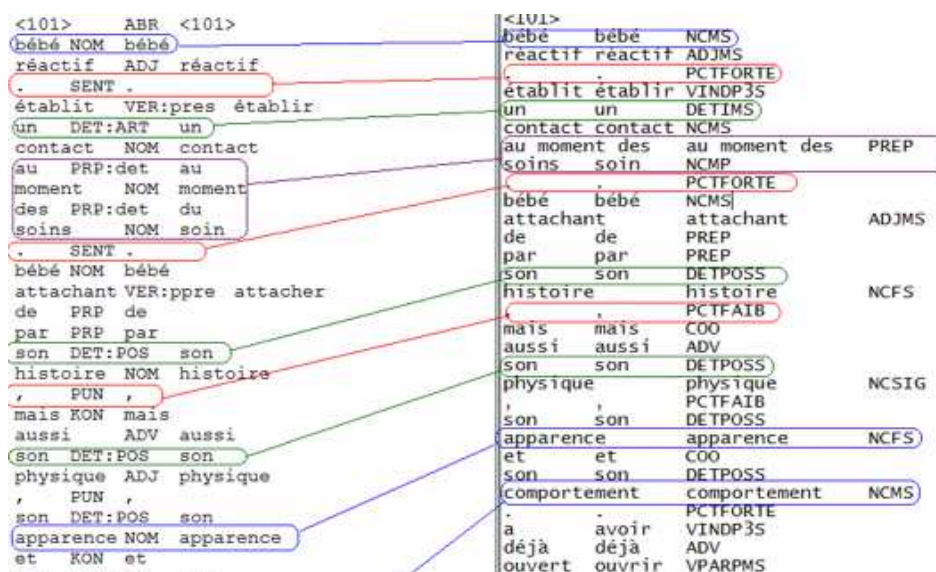 <101> ABR <101>
bébé NOM bébé
réactif ADJ réactif
. SENT .
établit VER:pres établir
un DET:ART un
contact NOM contact
au PRP:det au
moment NOM moment
des PRP:det du
soins NOM soin
. SENT .
bébé NOM bébé
attachant VER:ppre attacher
de PRP de
par PRP par
son DET:POS son
histoire NOM histoire
, PUN ,
mais KON mais
aussi ADV aussi
son DET:POS son
physique ADJ physique
, PUN ,
son DET:POS son
apparence NOM apparence
et KON et
<101>
bébé bébé NCMS
réactif réactif ADJMS
. . PCTFORTE
établit établir VINDP3S
un un DETIMS
contact contact NCMS
au moment des au moment des PREP
soins soin NCMP
. . PCTFORTE
bébé bébé NCMS
attachant attachant ADJMS
de de PREP
par par PREP
son son DETPOSS
histoire histoire NCFS
, , PCTFAIB
mais mais COO
aussi aussi ADV
son son DETPOSS
physique physique NCSIG
, , PCTFAIB
son son DETPOSS
apparence apparence NCFS
et et COO
son son DETPOSS
comportement comportement NCMS
. . PCTFORTE
a avoir VINDP3S
déjà déjà ADV
ouvert ouvrir VPARPMS